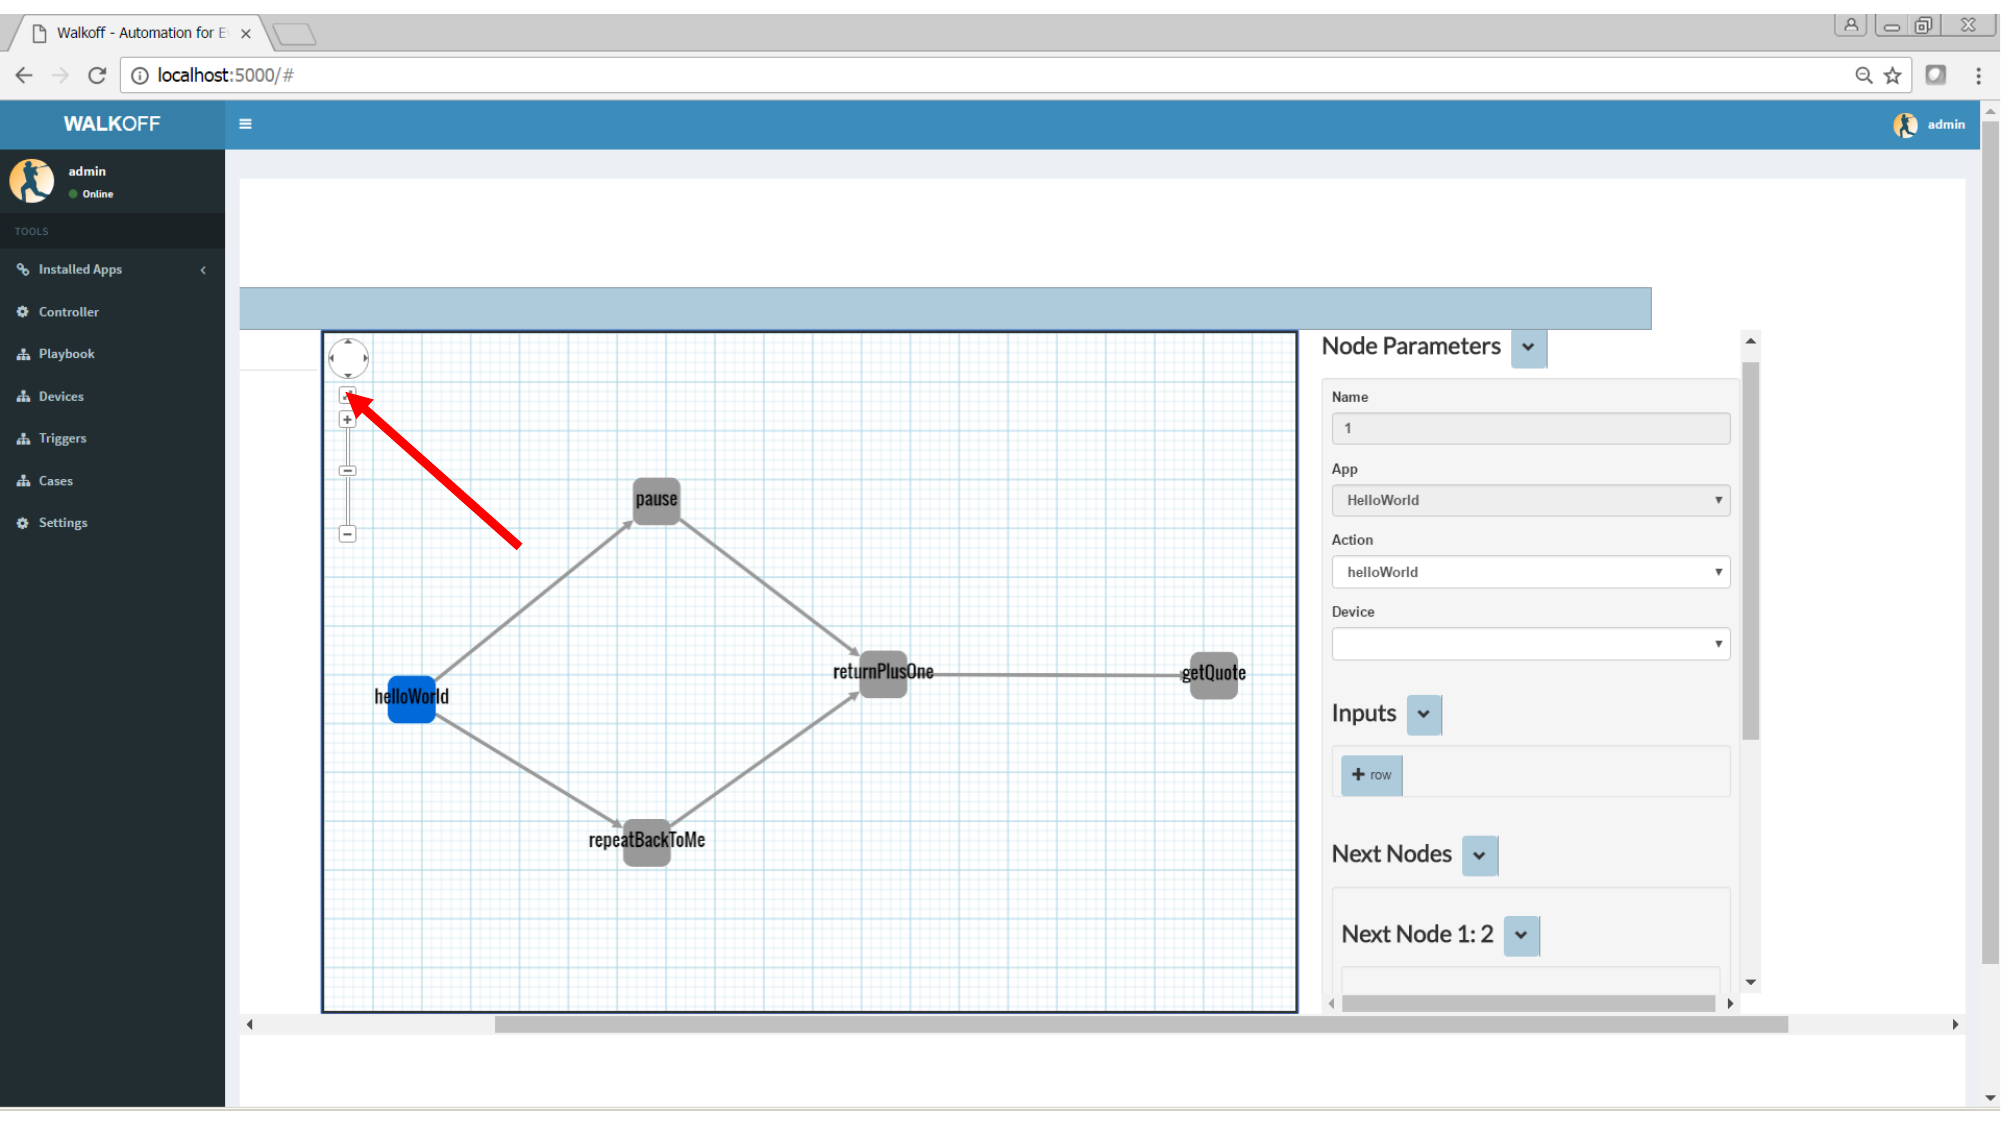 Walkoff - Automation for E
localhost:5000/#
WALKOFF
admin
admin
Online
TOOLS
Installed Apps
Controller
Playbook
Devices
Triggers
Cases
Settings
Node Parameters
Name
1
App
HelloWorld
Action
helloWorld
Device
Inputs
+ row
Next Nodes
Next Node 1: 2
pause
helloWorld
returnPlusOne
getQuote
repeatBackToMe